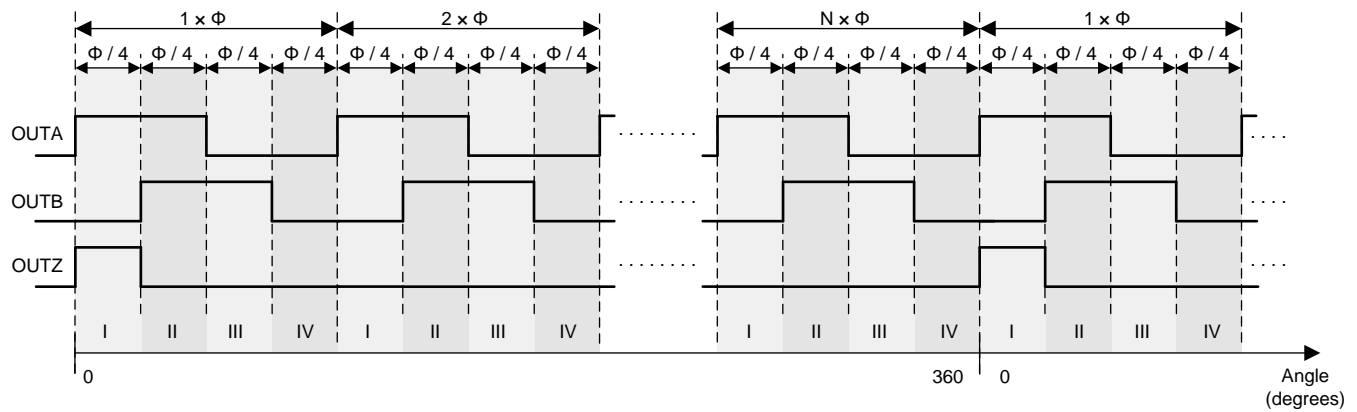 1 × Φ 2 × Φ N × Φ 1 × Φ
Φ / 4 Φ / 4 Φ / 4 Φ / 4 Φ / 4 Φ / 4 Φ / 4 Φ / 4 Φ / 4 Φ / 4 Φ / 4 Φ / 4 Φ / 4 Φ / 4 Φ / 4 Φ / 4
OUTA
OUTB
OUTZ
I II III IV I II III IV I II III IV I II III IV
0 360 0 Angle
(degrees)